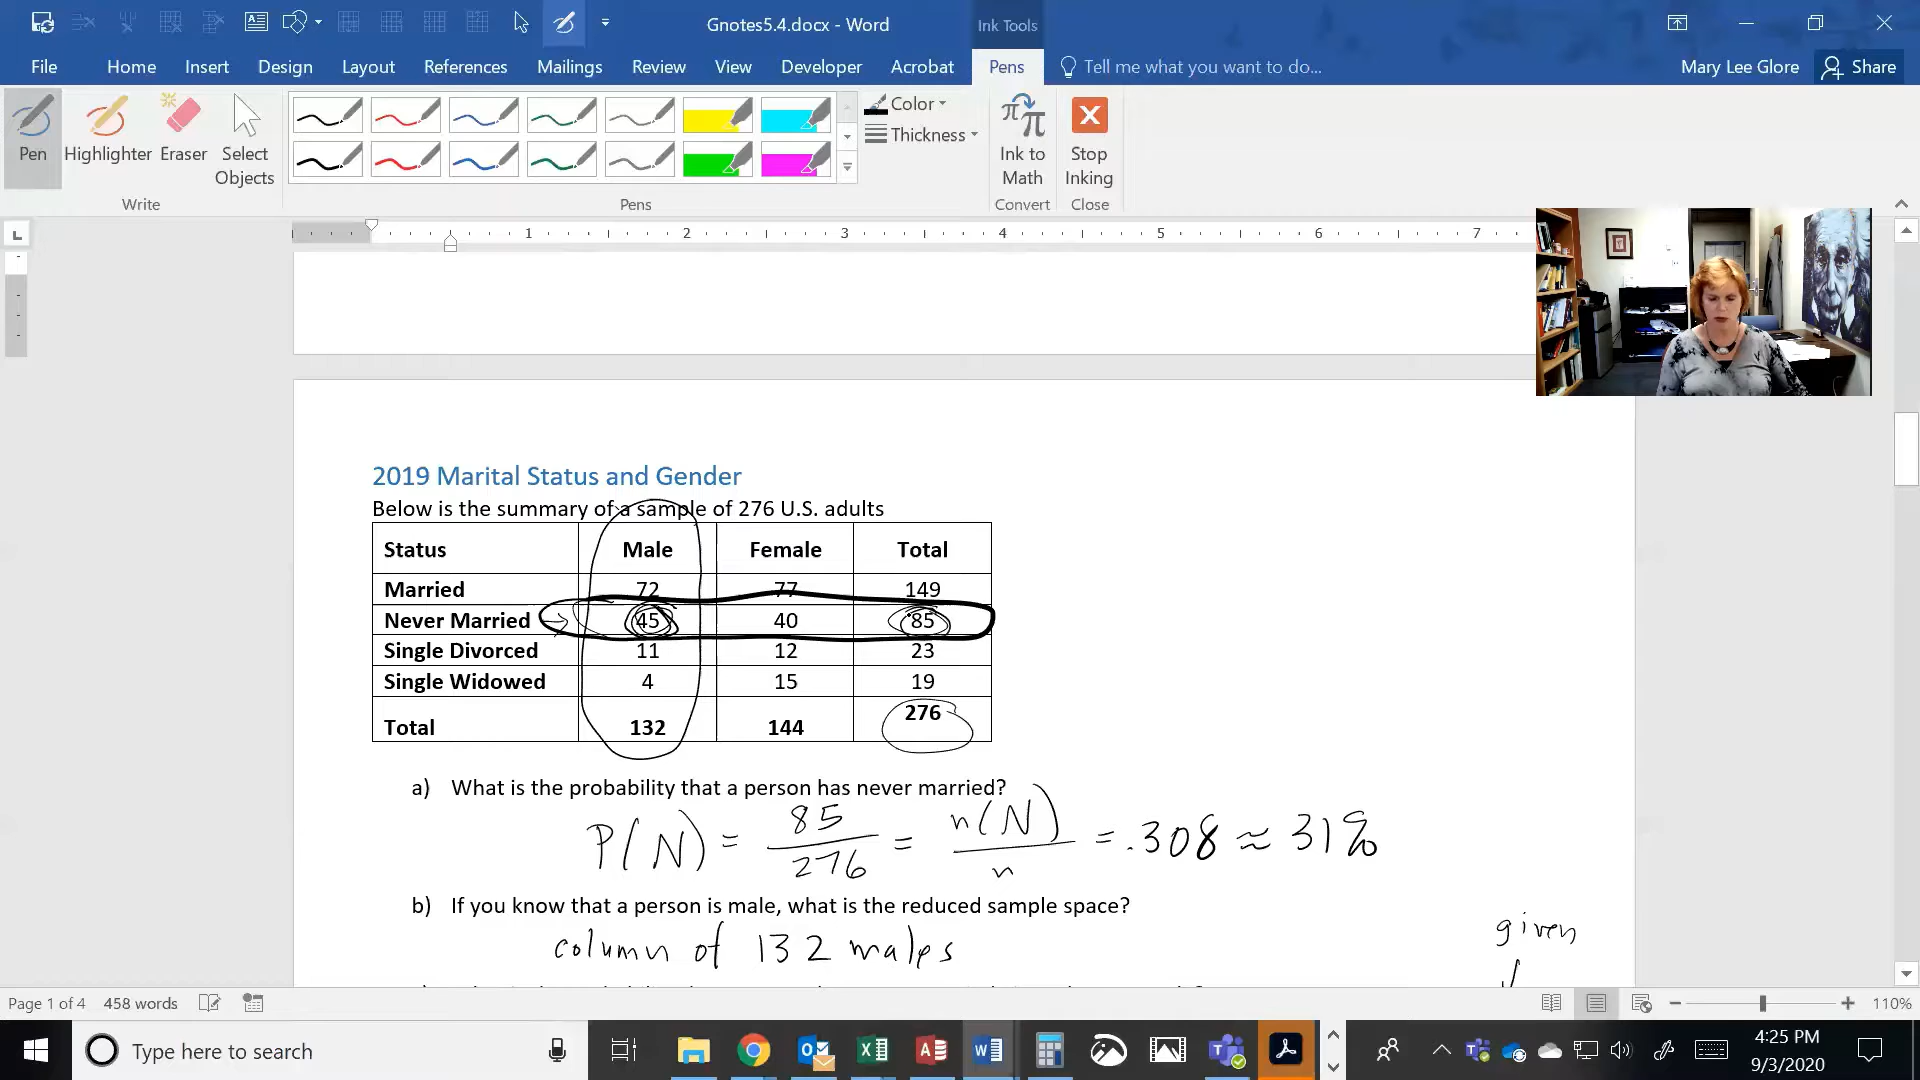 Gnotes5.4.docx - Word
Ink Tools
File Home Insert Design Layout References Mailings Review View Developer Acrobat Pens Tell me what you want to do... Mary Lee Glore Share
Pen Highlighter Eraser Select Objects
Color
Thickness
Ink to Math
Stop Inking
Write Pens Convert Close
1 2 3 4 5 6 7
2019 Marital Status and Gender
Below is the summary of a sample of 276 U.S. adults
Status Male Female Total
Married 72 77 149
Never Married 45 40 85
Single Divorced 11 12 23
Single Widowed 4 15 19
Total 132 144 276
a) What is the probability that a person has never married?
P(N) = 85/276 = n(N)/n = .308 ≈ 31%
b) If you know that a person is male, what is the reduced sample space?
column of 132 males
given
Page 1 of 4 458 words 110%
Type here to search
4:25 PM
9/3/2020